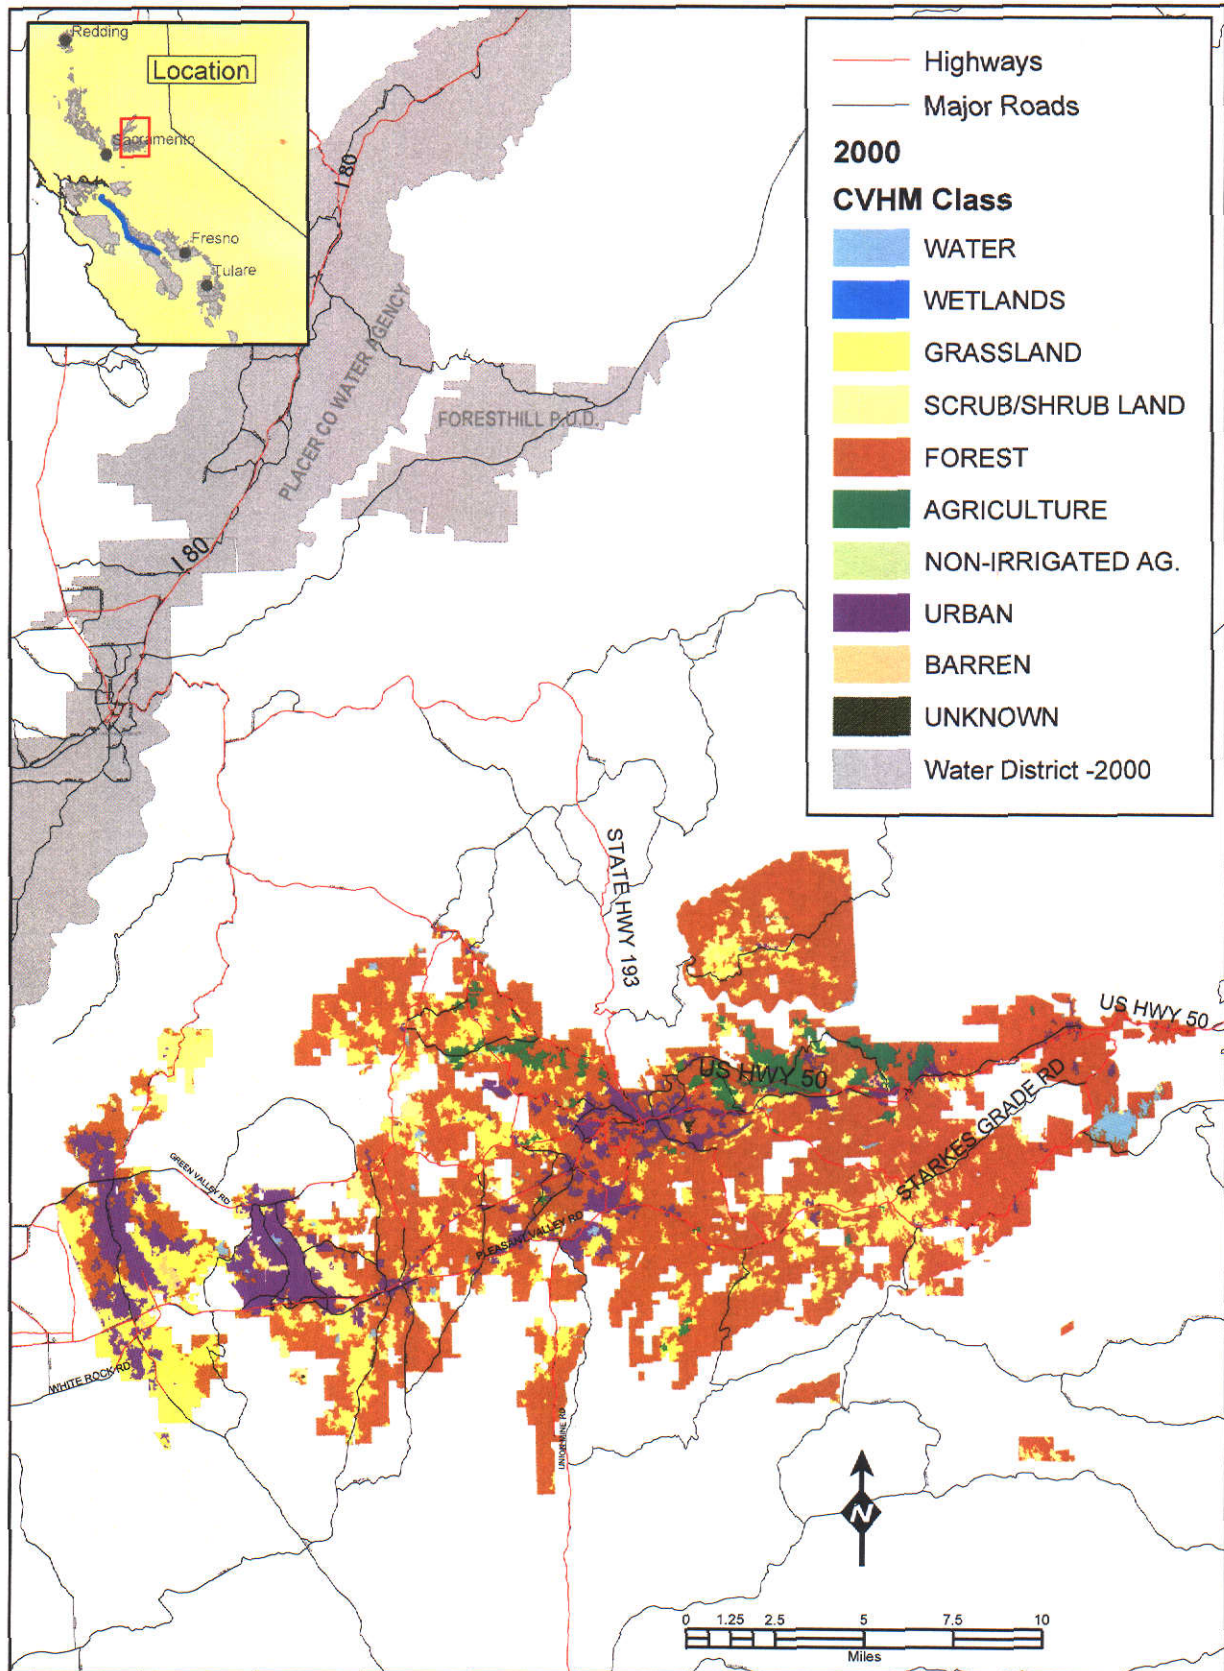 Redding
Location
Sacramento
Fresno
Tulare
Highways
Major Roads
2000
CVHM Class
WATER
WETLANDS
GRASSLAND
SCRUB/SHRUB LAND
FOREST
AGRICULTURE
NON-IRRIGATED AG.
URBAN
BARREN
UNKNOWN
Water District -2000
I 80
PLACER CO WATER AGENCY
FORESTHILL P.U.D.
I 80
STATE HWY 193
US HWY 50
US HWY 50
STARKES GRADE RD
GREEN VALLEY RD
PLEASANT VALLEY RD
WHITE ROCK RD
UNION MINE RD
N
0 1.25 2.5 5 7.5 10
Miles